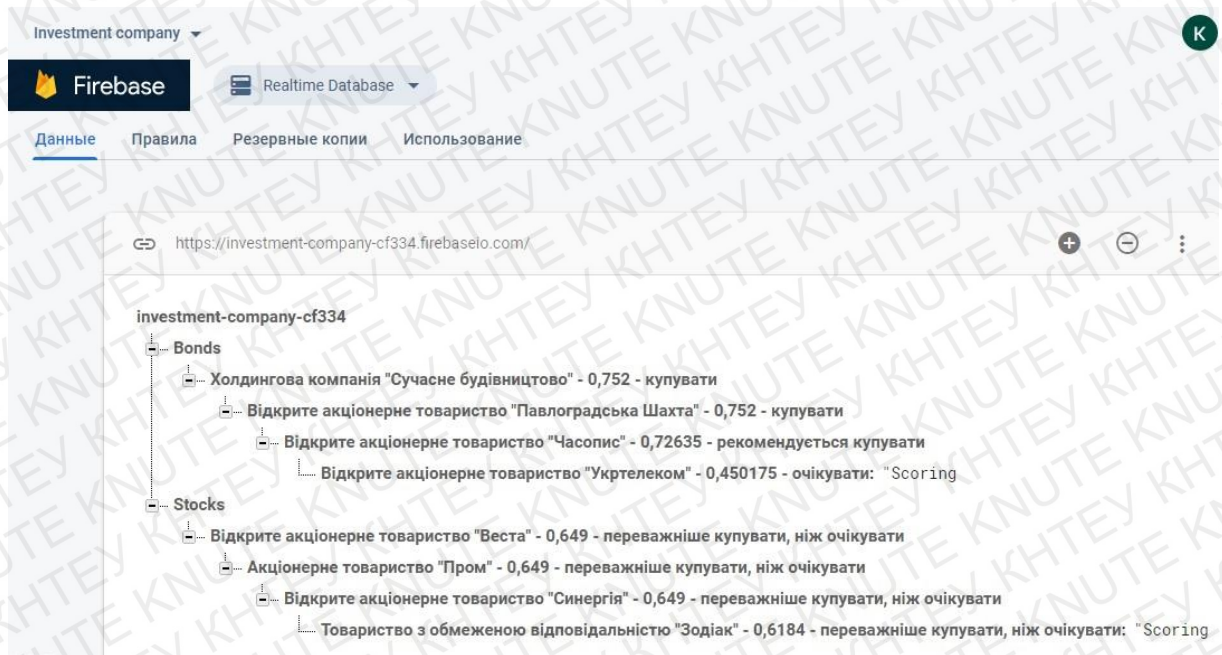 Investment company
K
Firebase
Realtime Database
Данные Правила Резервные копии Использование
https://investment-company-cf334.firebaseio.com/
investment-company-cf334
Bonds
Холдингова компанія "Сучасне будівництово" - 0,752 - купувати
Відкрите акціонерне товариство "Павлоградська Шахта" - 0,752 - купувати
Відкрите акціонерне товариство "Часопис" - 0,72635 - рекомендується купувати
Відкрите акціонерне товариство "Укртелеком" - 0,450175 - очікувати: "Scoring
Stocks
Відкрите акціонерне товариство "Веста" - 0,649 - переважніше купувати, ніж очікувати
Акціонерне товариство "Пром" - 0,649 - переважніше купувати, ніж очікувати
Відкрите акціонерне товариство "Синергія" - 0,649 - переважніше купувати, ніж очікувати
Товариство з обмеженою відповідальністю "Зодіак" - 0,6184 - переважніше купувати, ніж очікувати: "Scoring